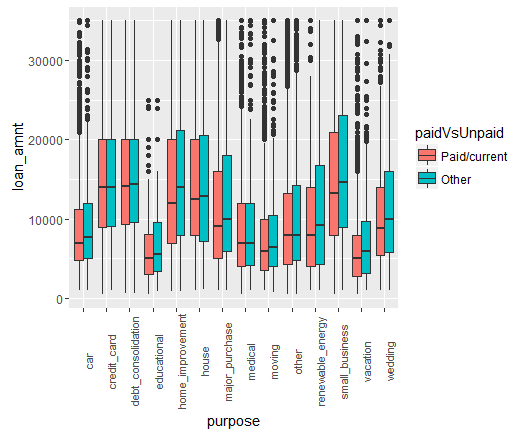 30000
20000
10000
0
loan_amnt
paidVsUnpaid
Paid/current
Other
car
credit_card
debt_consolidation
educational
home_improvement
house
major_purchase
medical
moving
other
renewable_energy
small_business
vacation
wedding
purpose